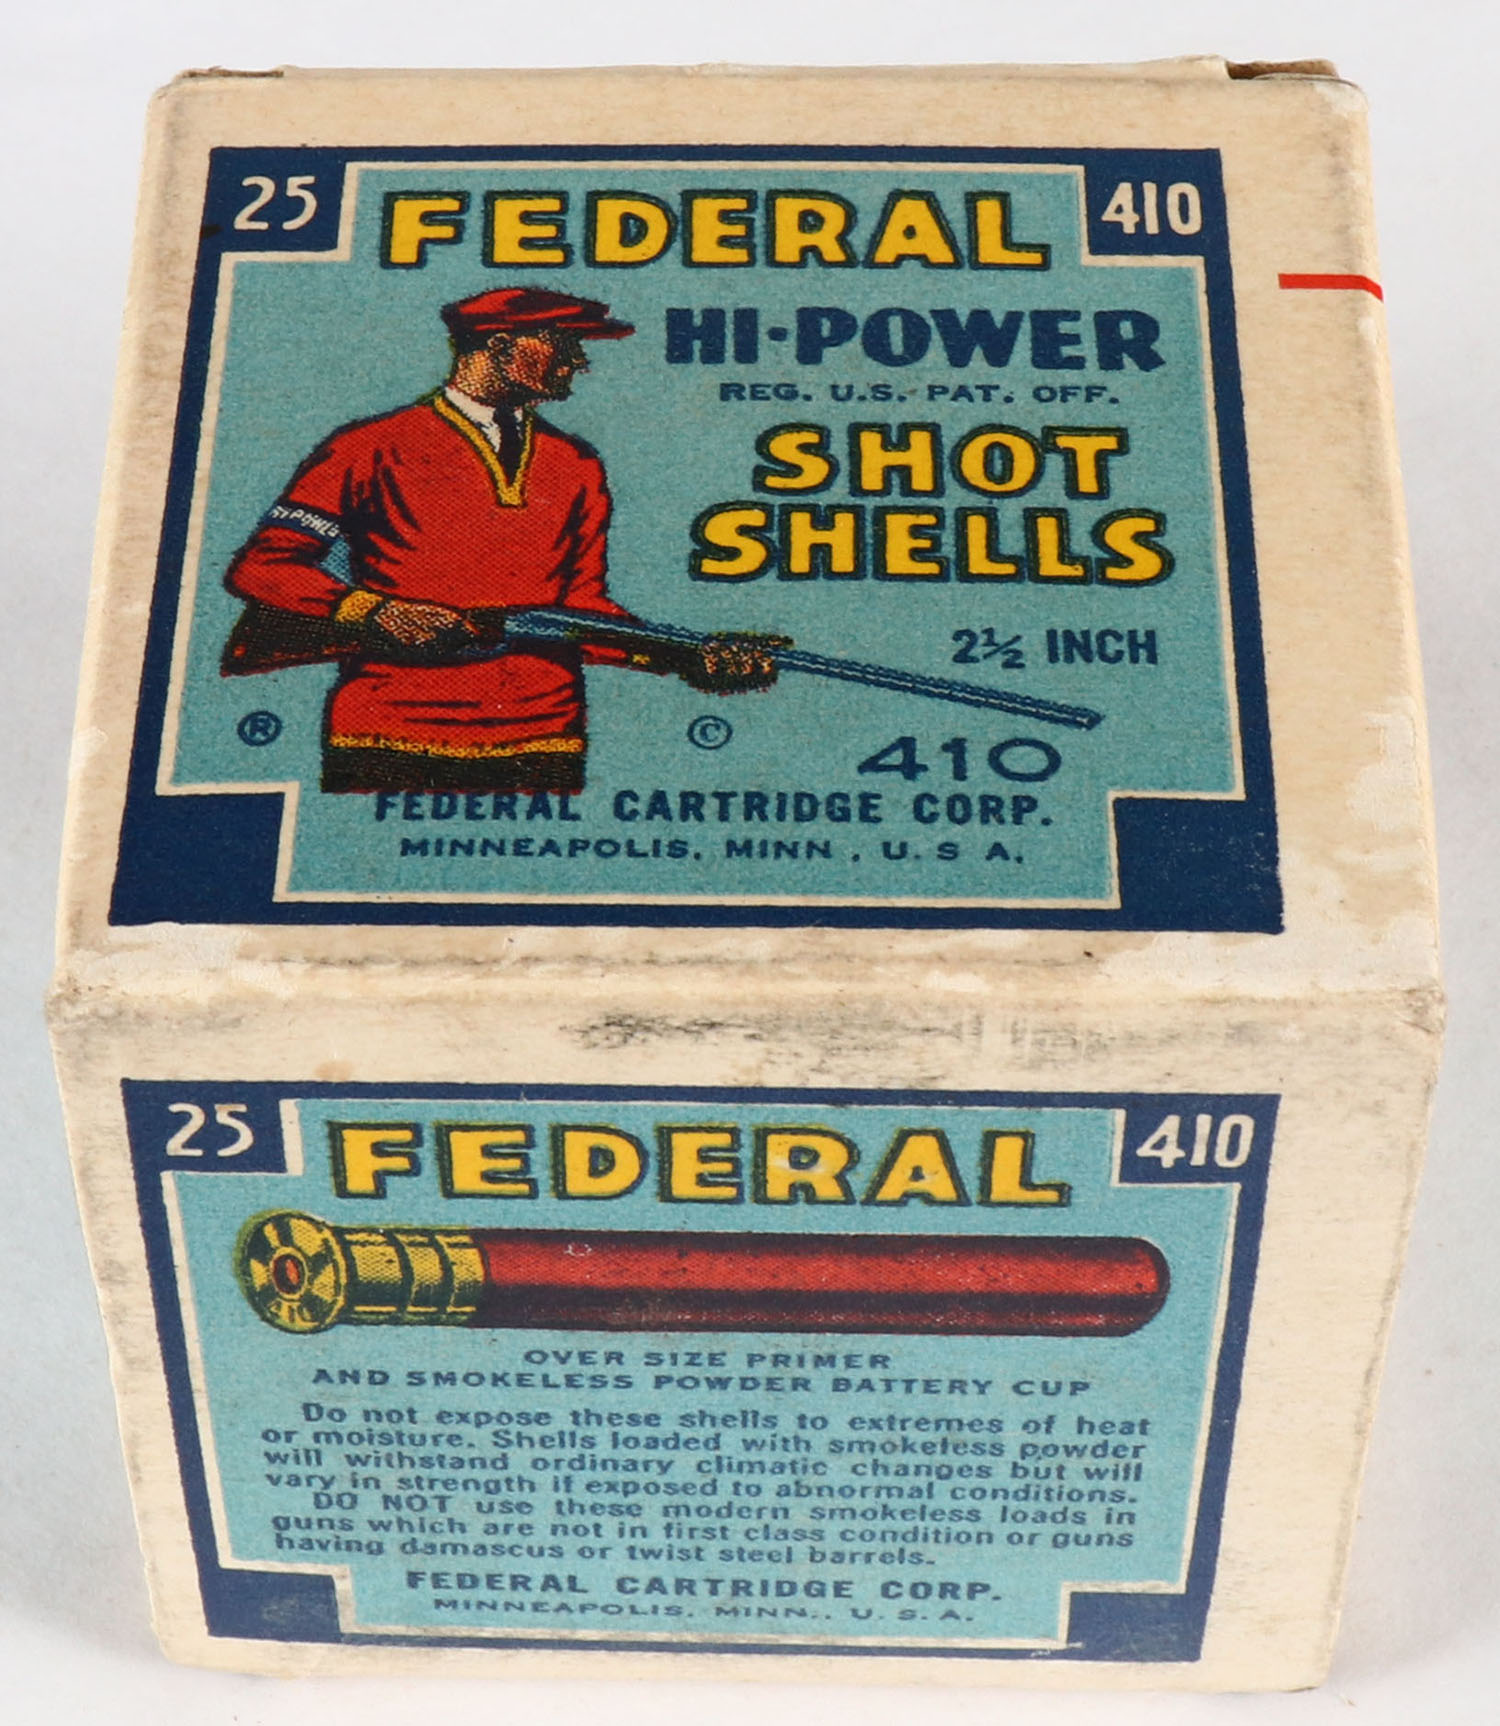 25
FEDERAL
410
HI-POWER
REG. U.S. PAT. OFF.
SHOT
SHELLS
2½ INCH
®
©
410
FEDERAL CARTRIDGE CORP.
MINNEAPOLIS, MINN., U.S.A.
25
FEDERAL
410
410
OVER SIZE PRIMER
AND SMOKELESS POWDER BATTERY CUP
Do not expose these shells to extremes of heat
or moisture. Shells loaded with smokeless powder
will withstand ordinary climatic changes but will
vary in strength if exposed to abnormal conditions.
DO NOT use these modern smokeless loads in
guns which are not in first class condition or guns
having damascus or twist steel barrels.
FEDERAL CARTRIDGE CORP.
MINNEAPOLIS, MINN., U.S.A.